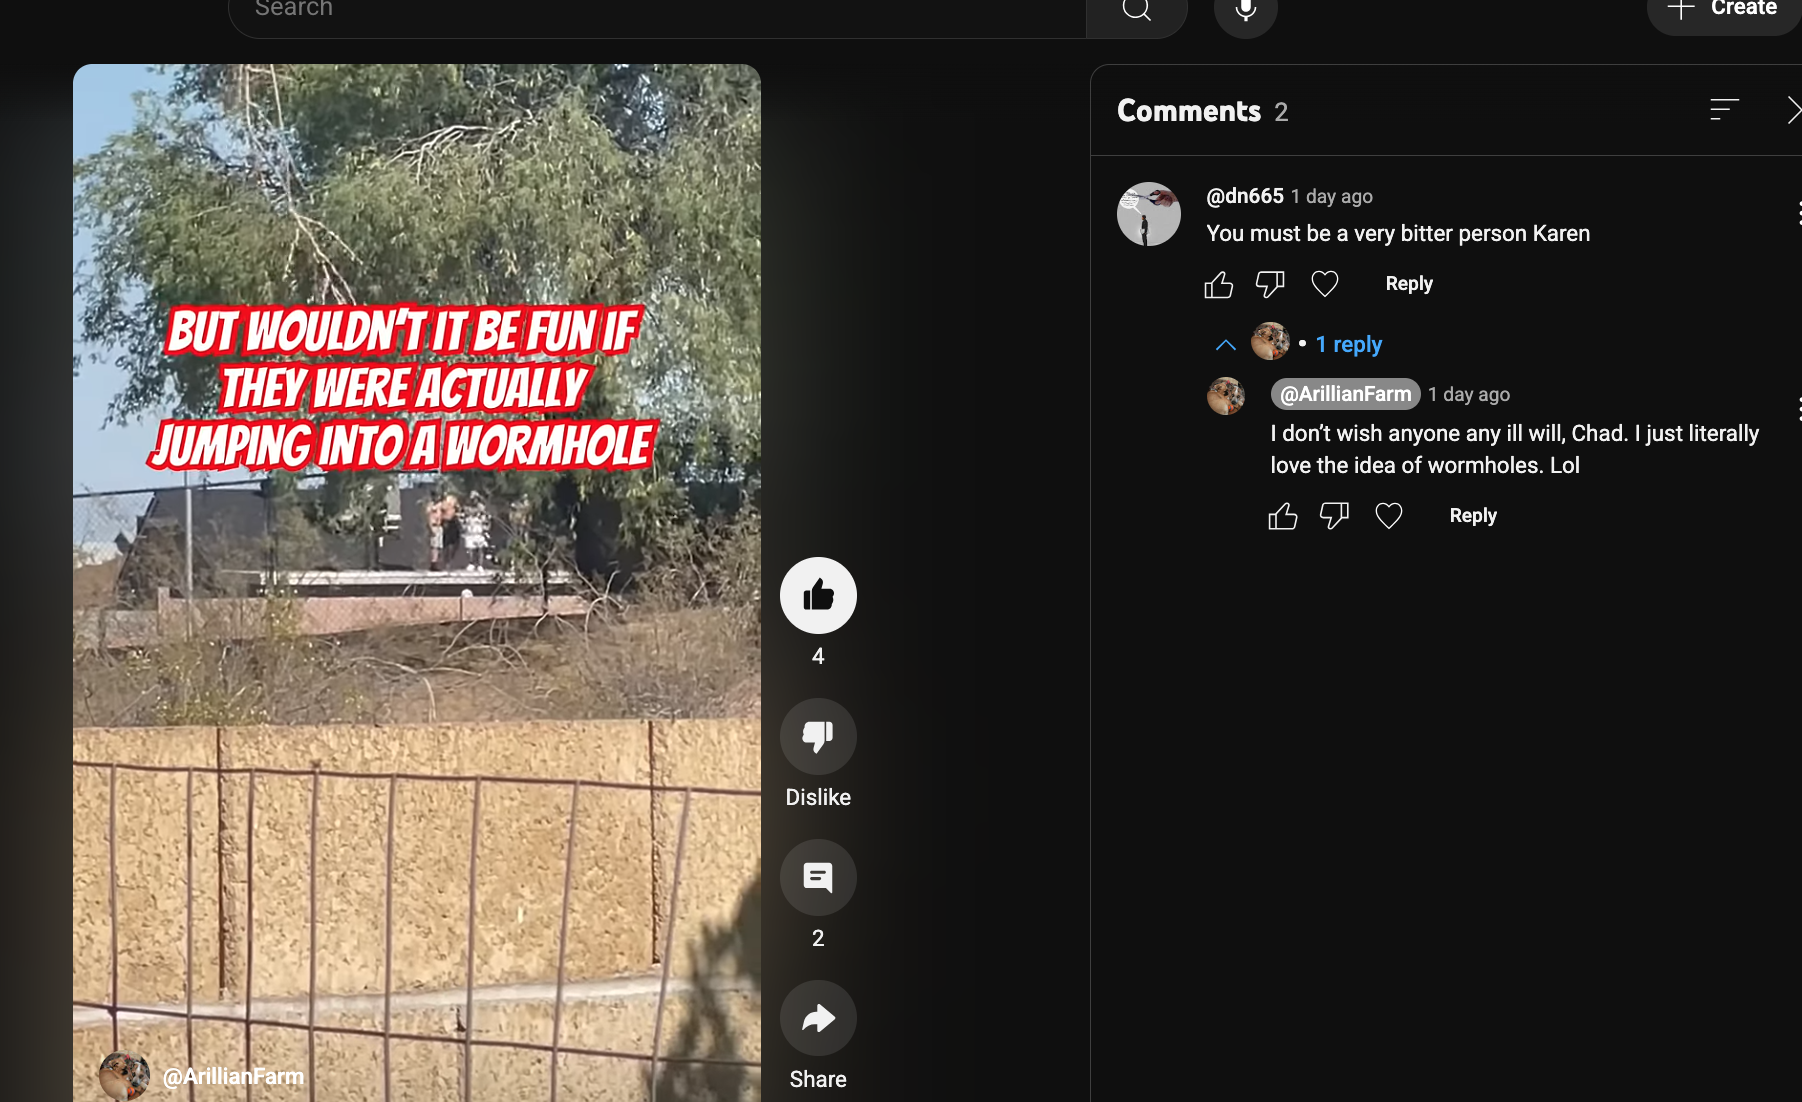 Search
Create
Comments 2
@dn665 1 day ago
You must be a very bitter person Karen
Reply
• 1 reply
@ArillianFarm 1 day ago
I don't wish anyone any ill will, Chad. I just literally
love the idea of wormholes. Lol
Reply
BUT WOULDN'T IT BE FUN IF
THEY WERE ACTUALLY
JUMPING INTO A WORMHOLE
4
Dislike
2
Share
@ArillianFarm